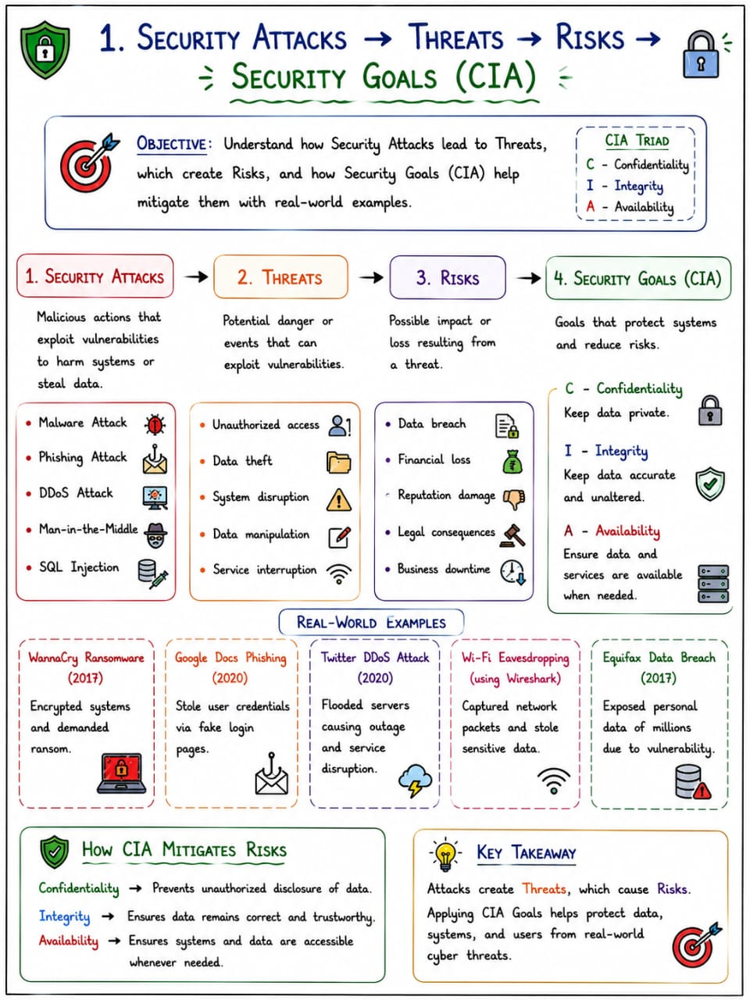 1. SECURITY ATTACKS → THREATS → RISKS →
SECURITY GOALS (CIA)
OBJECTIVE: Understand how Security Attacks lead to Threats,
which create Risks, and how Security Goals (CIA) help
mitigate them with real-world examples.
CIA TRIAD
C - Confidentiality
I - Integrity
A - Availability
1. SECURITY ATTACKS → 2. THREATS → 3. RISKS → 4. SECURITY GOALS (CIA)
Malicious actions that
exploit vulnerabilities
to harm systems or
steal data.
Potential danger or
events that can
exploit vulnerabilities.
Possible impact or
loss resulting from
a threat.
Goals that protect systems
and reduce risks.
• Malware Attack
• Phishing Attack
• DDoS Attack
• Man-in-the-Middle
• SQL Injection
• Unauthorized access
• Data theft
• System disruption
• Data manipulation
• Service interruption
• Data breach
• Financial loss
• Reputation damage
• Legal consequences
• Business downtime
C - Confidentiality
Keep data private.
I - Integrity
Keep data accurate
and unaltered.
A - Availability
Ensure data and
services are available
when needed.
REAL-WORLD EXAMPLES
WannaCry Ransomware
(2017)
Encrypted systems
and demanded
ransom.
Google Docs Phishing
(2020)
Stole user credentials
via fake login
pages.
Twitter DDoS Attack
(2020)
Flooded servers
causing outage
and service
disruption.
Wi-Fi Eavesdropping
(using Wireshark)
Captured network
packets and stole
sensitive data.
Equifax Data Breach
(2017)
Exposed personal
data of millions
due to vulnerability.
HOW CIA MITIGATES RISKS
Confidentiality → Prevents unauthorized disclosure of data.
Integrity → Ensures data remains correct and trustworthy.
Availability → Ensures systems and data are accessible
whenever needed.
KEY TAKEAWAY
Attacks create Threats, which cause Risks.
Applying CIA Goals helps protect data,
systems, and users from real-world
cyber threats.